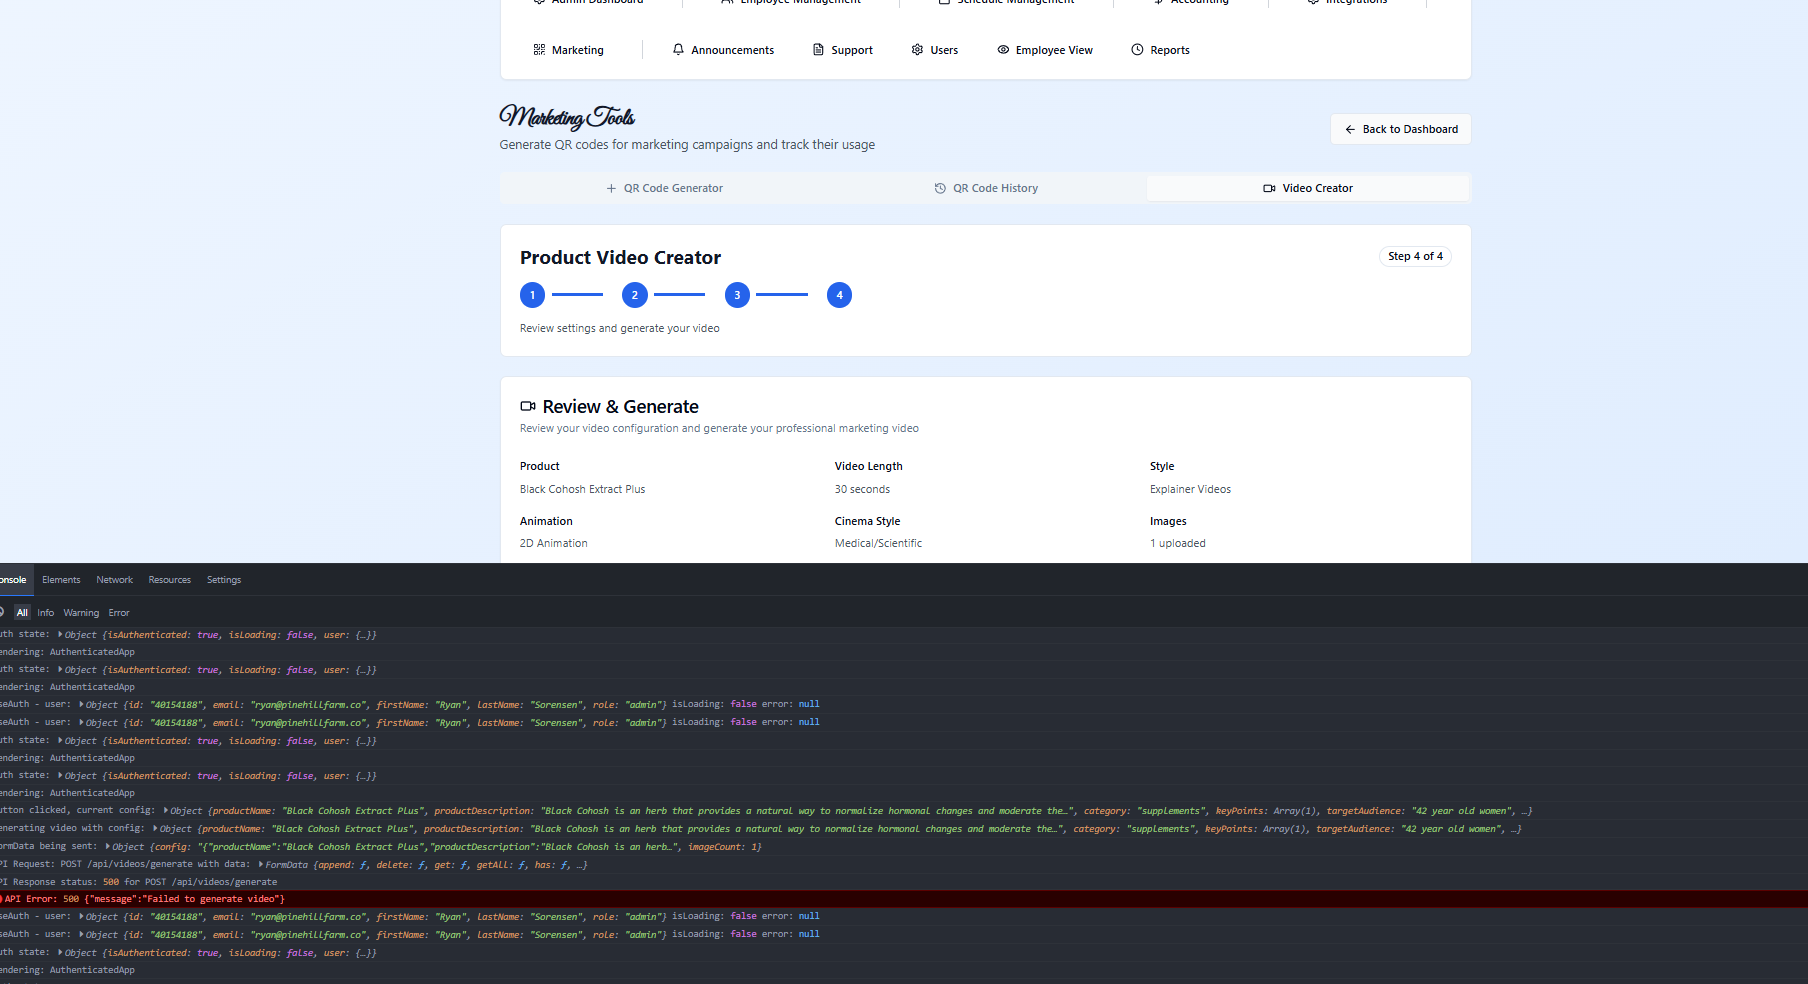 Admin Dashboard Employee Management Schedule Management Accounting Integrations
Marketing Announcements Support Users Employee View Reports
Marketing Tools
Generate QR codes for marketing campaigns and track their usage
Back to Dashboard
QR Code Generator QR Code History Video Creator
Product Video Creator
Step 4 of 4
1 2 3 4
Review settings and generate your video
Review & Generate
Review your video configuration and generate your professional marketing video
Product Video Length Style
Black Cohosh Extract Plus 30 seconds Explainer Videos
Animation Cinema Style Images
2D Animation Medical/Scientific 1 uploaded
onsole Elements Network Resources Settings
All Info Warning Error
uth state: Object {isAuthenticated: true, isLoading: false, user: {…}}
endering: AuthenticatedApp
uth state: Object {isAuthenticated: true, isLoading: false, user: {…}}
endering: AuthenticatedApp
seAuth - user: Object {id: "40154188", email: "ryan@pinehillfarm.co", firstName: "Ryan", lastName: "Sorensen", role: "admin"} isLoading: false error: null
seAuth - user: Object {id: "40154188", email: "ryan@pinehillfarm.co", firstName: "Ryan", lastName: "Sorensen", role: "admin"} isLoading: false error: null
uth state: Object {isAuthenticated: true, isLoading: false, user: {…}}
endering: AuthenticatedApp
uth state: Object {isAuthenticated: true, isLoading: false, user: {…}}
endering: AuthenticatedApp
utton clicked, current config: Object {productName: "Black Cohosh Extract Plus", productDescription: "Black Cohosh is an herb that provides a natural way to normalize hormonal changes and moderate the…", category: "supplements", keyPoints: Array(1), targetAudience: "42 year old women", …}
enerating video with config: Object {productName: "Black Cohosh Extract Plus", productDescription: "Black Cohosh is an herb that provides a natural way to normalize hormonal changes and moderate the…", category: "supplements", keyPoints: Array(1), targetAudience: "42 year old women", …}
ormData being sent: Object {config: "{"productName":"Black Cohosh Extract Plus","productDescription":"Black Cohosh is an herb…", imageCount: 1}
PI Request: POST /api/videos/generate with data: FormData {append: ƒ, delete: ƒ, get: ƒ, getAll: ƒ, has: ƒ, …}
PI Response status: 500 for POST /api/videos/generate
API Error: 500 {"message":"Failed to generate video"}
seAuth - user: Object {id: "40154188", email: "ryan@pinehillfarm.co", firstName: "Ryan", lastName: "Sorensen", role: "admin"} isLoading: false error: null
seAuth - user: Object {id: "40154188", email: "ryan@pinehillfarm.co", firstName: "Ryan", lastName: "Sorensen", role: "admin"} isLoading: false error: null
uth state: Object {isAuthenticated: true, isLoading: false, user: {…}}
endering: AuthenticatedApp